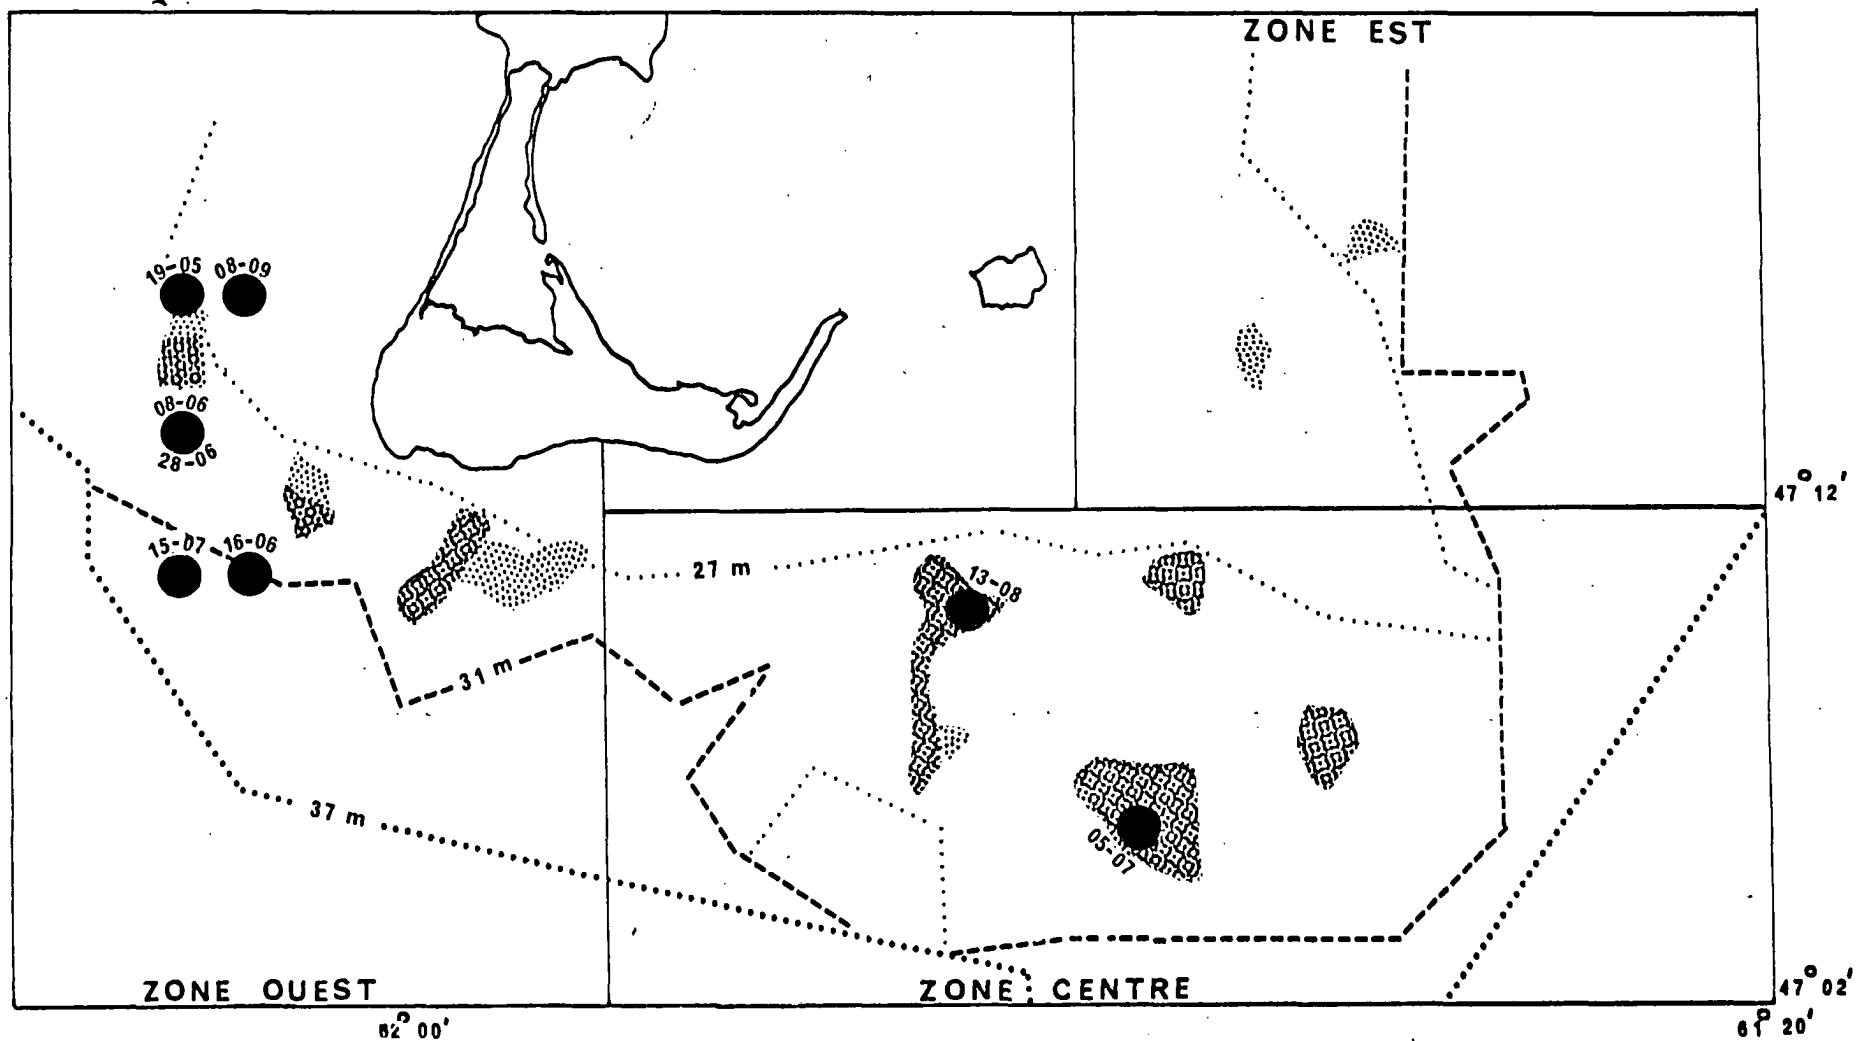 ZONE EST
19-05 08-09
08-06
28-06
47° 12'
15-07 16-06
27 m
13-08
31 m
37 m
05-07
ZONE OUEST
ZONE CENTRE
47° 02'
62° 00'
61° 20'